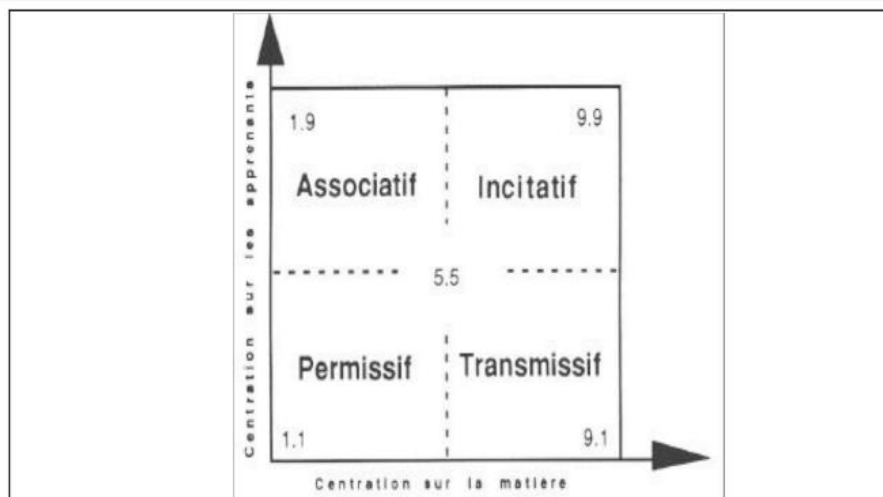 Centration sur les apprenants
1.9 9.9
Associatif Incitatif
5.5
Permissif Transmissif
1.1 9.1
Centration sur la matière